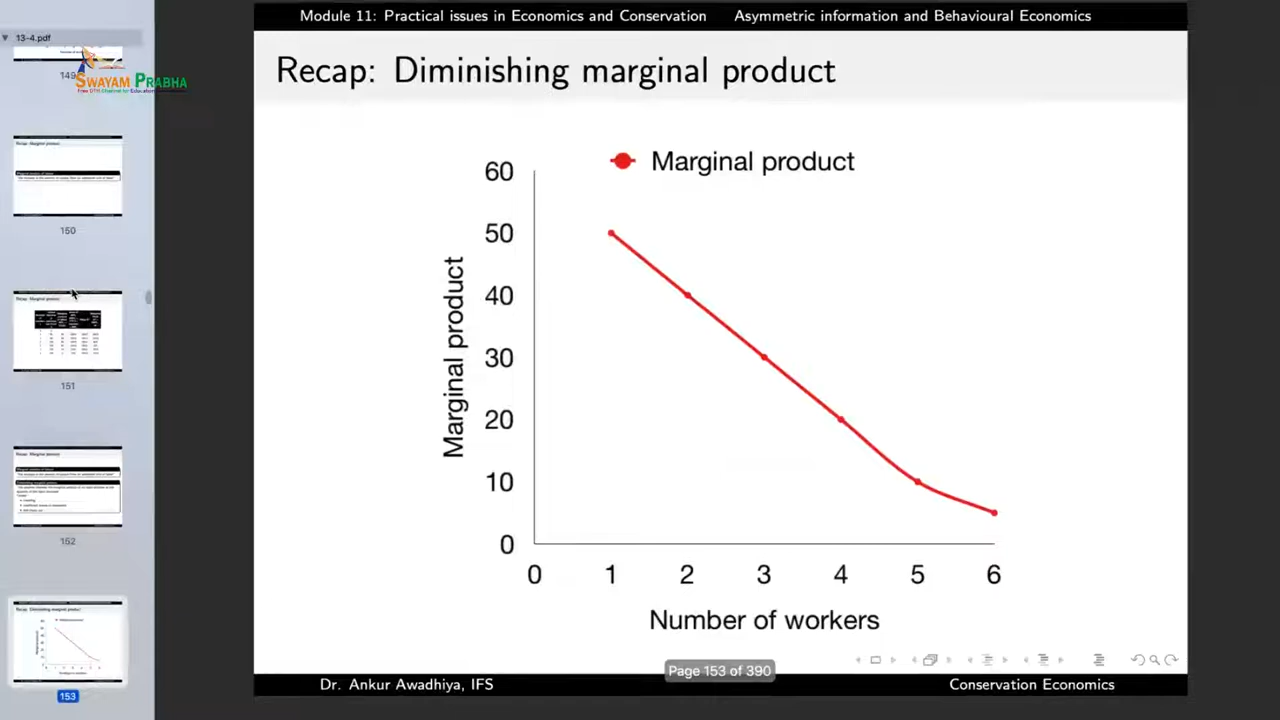 Module 11: Practical issues in Economics and Conservation Asymmetric information and Behavioural Economics
13-4.pdf
149
SWAYAM PRABHA
Recap: Diminishing marginal product
Marginal product
60
50
40
30
20
10
0
Marginal product
0 1 2 3 4 5 6
Number of workers
150
151
152
153
Page 153 of 390
Dr. Ankur Awadhiya, IFS Conservation Economics